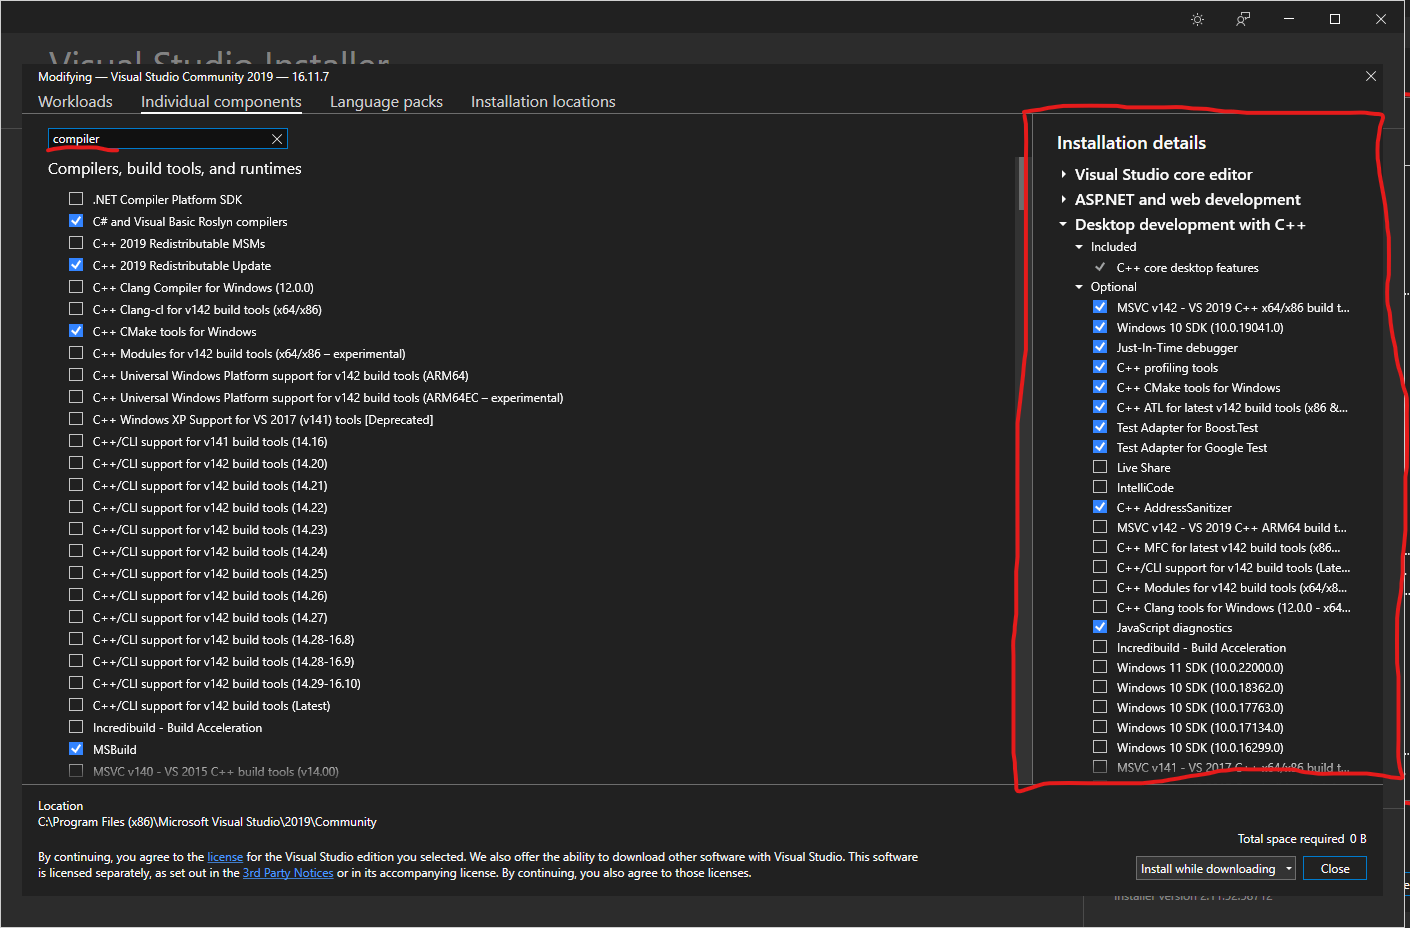 Visual Studio Installer
Modifying — Visual Studio Community 2019 — 16.11.7
Workloads Individual components Language packs Installation locations
compiler
Compilers, build tools, and runtimes
.NET Compiler Platform SDK
C# and Visual Basic Roslyn compilers
C++ 2019 Redistributable MSMs
C++ 2019 Redistributable Update
C++ Clang Compiler for Windows (12.0.0)
C++ Clang-cl for v142 build tools (x64/x86)
C++ CMake tools for Windows
C++ Modules for v142 build tools (x64/x86 – experimental)
C++ Universal Windows Platform support for v142 build tools (ARM64)
C++ Universal Windows Platform support for v142 build tools (ARM64EC – experimental)
C++ Windows XP Support for VS 2017 (v141) tools [Deprecated]
C++/CLI support for v141 build tools (14.16)
C++/CLI support for v142 build tools (14.20)
C++/CLI support for v142 build tools (14.21)
C++/CLI support for v142 build tools (14.22)
C++/CLI support for v142 build tools (14.23)
C++/CLI support for v142 build tools (14.24)
C++/CLI support for v142 build tools (14.25)
C++/CLI support for v142 build tools (14.26)
C++/CLI support for v142 build tools (14.27)
C++/CLI support for v142 build tools (14.28-16.8)
C++/CLI support for v142 build tools (14.28-16.9)
C++/CLI support for v142 build tools (14.29-16.10)
C++/CLI support for v142 build tools (Latest)
Incredibuild - Build Acceleration
MSBuild
MSVC v140 - VS 2015 C++ build tools (v14.00)
Installation details
Visual Studio core editor
ASP.NET and web development
Desktop development with C++
Included
C++ core desktop features
Optional
MSVC v142 - VS 2019 C++ x64/x86 build t...
Windows 10 SDK (10.0.19041.0)
Just-In-Time debugger
C++ profiling tools
C++ CMake tools for Windows
C++ ATL for latest v142 build tools (x86 &...
Test Adapter for Boost.Test
Test Adapter for Google Test
Live Share
IntelliCode
C++ AddressSanitizer
MSVC v142 - VS 2019 C++ ARM64 build t...
C++ MFC for latest v142 build tools (x86...
C++/CLI support for v142 build tools (Late...
C++ Modules for v142 build tools (x64/x8...
C++ Clang tools for Windows (12.0.0 - x64...
JavaScript diagnostics
Incredibuild - Build Acceleration
Windows 11 SDK (10.0.22000.0)
Windows 10 SDK (10.0.18362.0)
Windows 10 SDK (10.0.17763.0)
Windows 10 SDK (10.0.17134.0)
Windows 10 SDK (10.0.16299.0)
MSVC v141 - VS 2017 C++ x64/x86 build t...
Location
C:\Program Files (x86)\Microsoft Visual Studio\2019\Community
Total space required 0 B
By continuing, you agree to the license for the Visual Studio edition you selected. We also offer the ability to download other software with Visual Studio. This software
is licensed separately, as set out in the 3rd Party Notices or in its accompanying license. By continuing, you also agree to those licenses.
Install while downloading Close